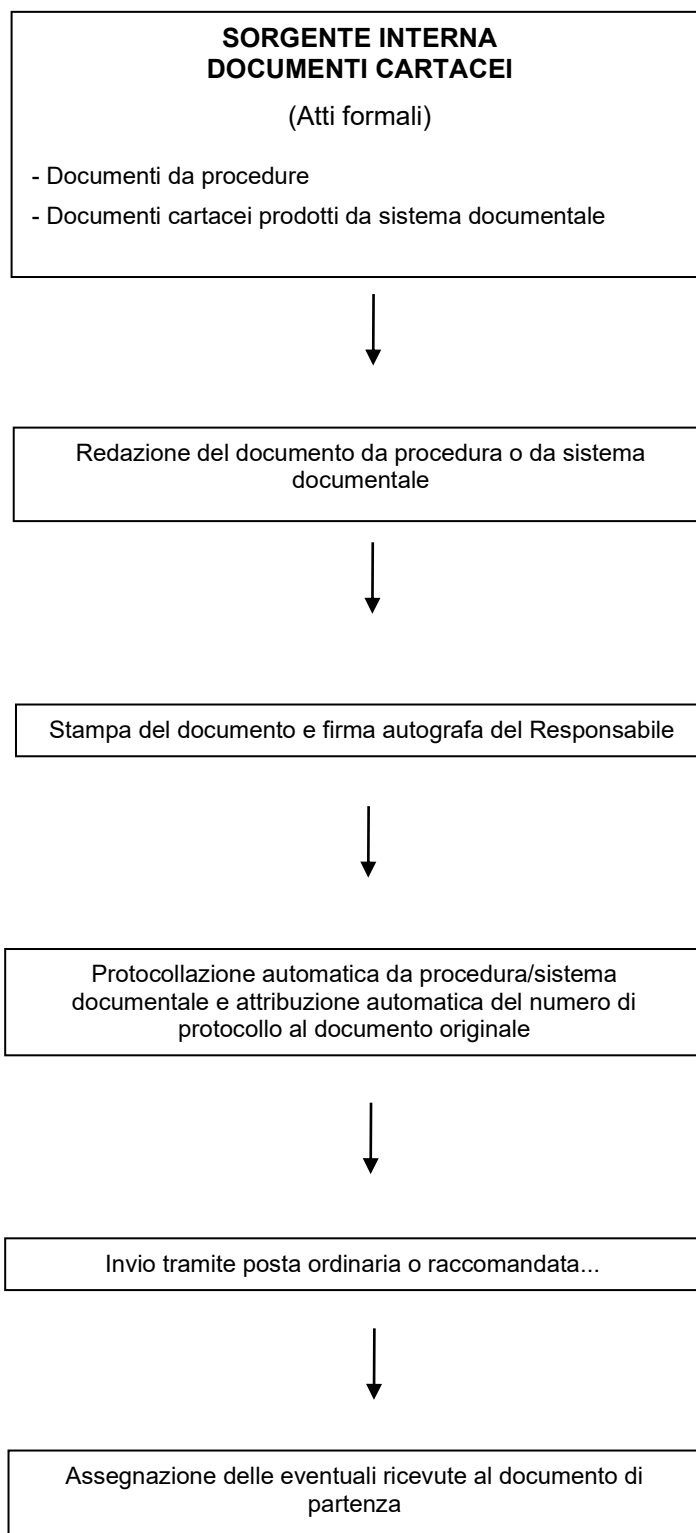 SORGENTE INTERNA
DOCUMENTI CARTACEI
(Atti formali)
- Documenti da procedure
- Documenti cartacei prodotti da sistema documentale
Redazione del documento da procedura o da sistema
documentale
Stampa del documento e firma autografa del Responsabile
Protocollazione automatica da procedura/sistema
documentale e attribuzione automatica del numero di
protocollo al documento originale
Invio tramite posta ordinaria o raccomandata...
Assegnazione delle eventuali ricevute al documento di
partenza